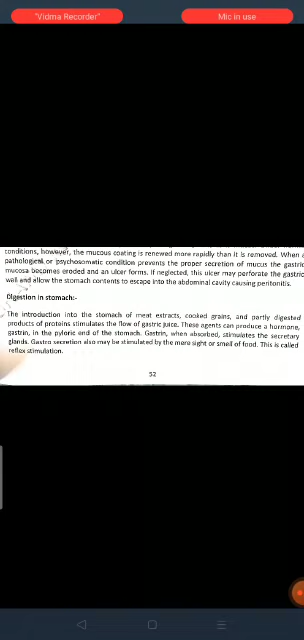 "Vidma Recorder"
Mic in use
conditions, however, the mucous coating is renewed more rapidly than it is removed. When a
pathological or psychosomatic condition prevents the proper secretion of mucus the gastric
mucosa becomes eroded and an ulcer forms. If neglected, this ulcer may perforate the gastric
wall and allow the stomach contents to escape into the abdominal cavity causing peritonitis.
Digestion in stomach:-
The introduction into the stomach of meat extracts, cooked grains, and partly digested
products of proteins stimulates the flow of gastric juice. These agents can produce a hormone,
gastrin, in the pyloric end of the stomach. Gastrin, when absorbed, stimulates the secretary
glands. Gastro secretion also may be stimulated by the mere sight or smell of food. This is called
reflex stimulation.
52